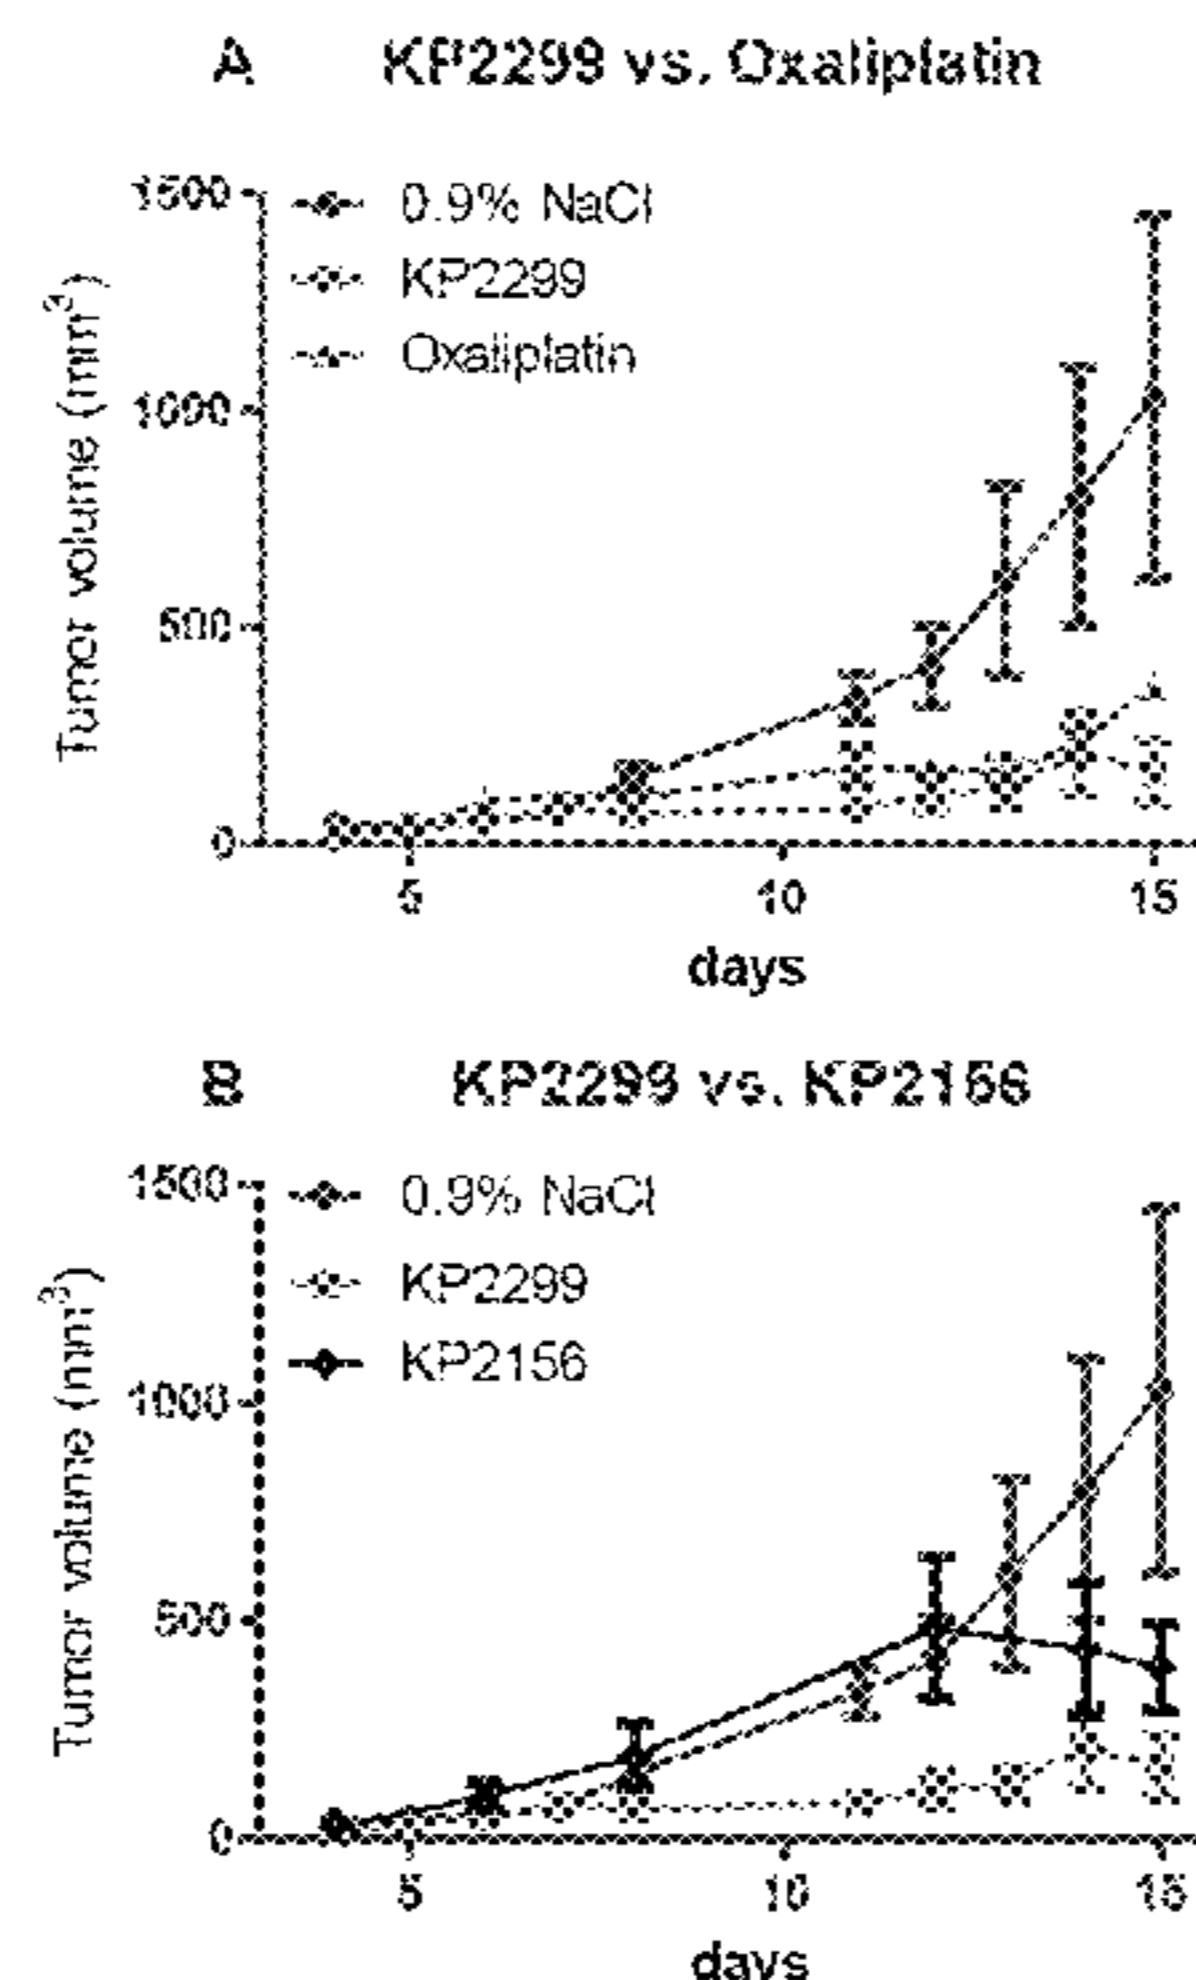 A KP2299 vs. Oxaliplatin
1500
0.9% NaCl
KP2299
Oxaliplatin
1000
500
0
Tumor volume (mm³)
5 10 15
days
B KP2299 vs. KP2156
1500
0.9% NaCl
KP2299
KP2156
1000
500
0
Tumor volume (mm³)
5 10 15
days